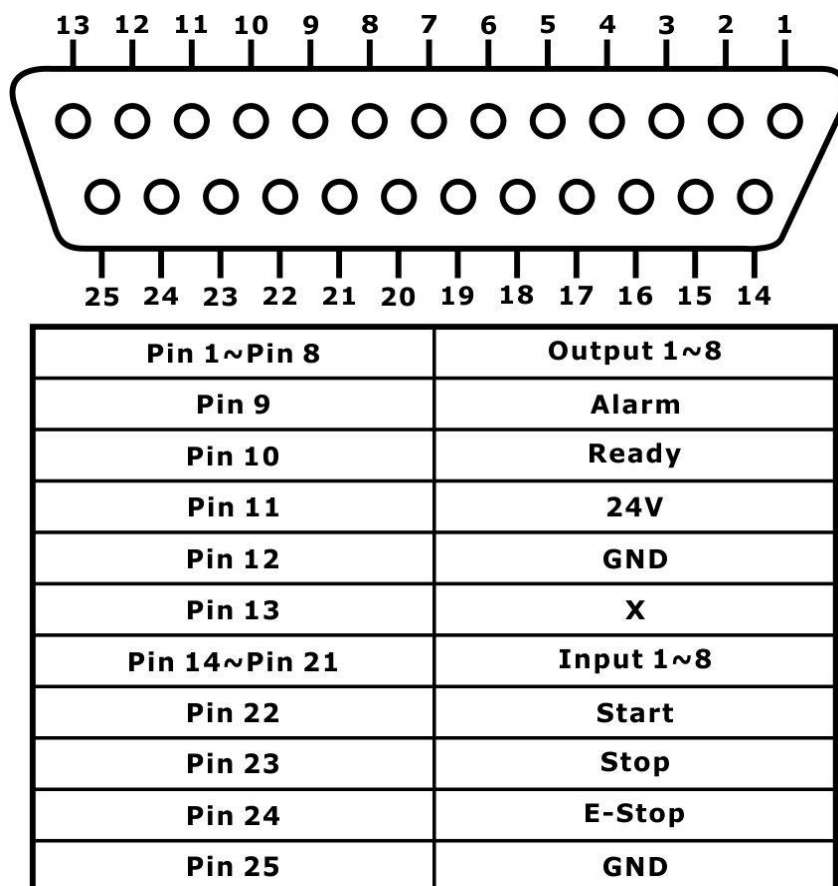 13 12 11 10 9 8 7 6 5 4 3 2 1
25 24 23 22 21 20 19 18 17 16 15 14
Pin 1~Pin 8 Output 1~8
Pin 9 Alarm
Pin 10 Ready
Pin 11 24V
Pin 12 GND
Pin 13 X
Pin 14~Pin 21 Input 1~8
Pin 22 Start
Pin 23 Stop
Pin 24 E-Stop
Pin 25 GND